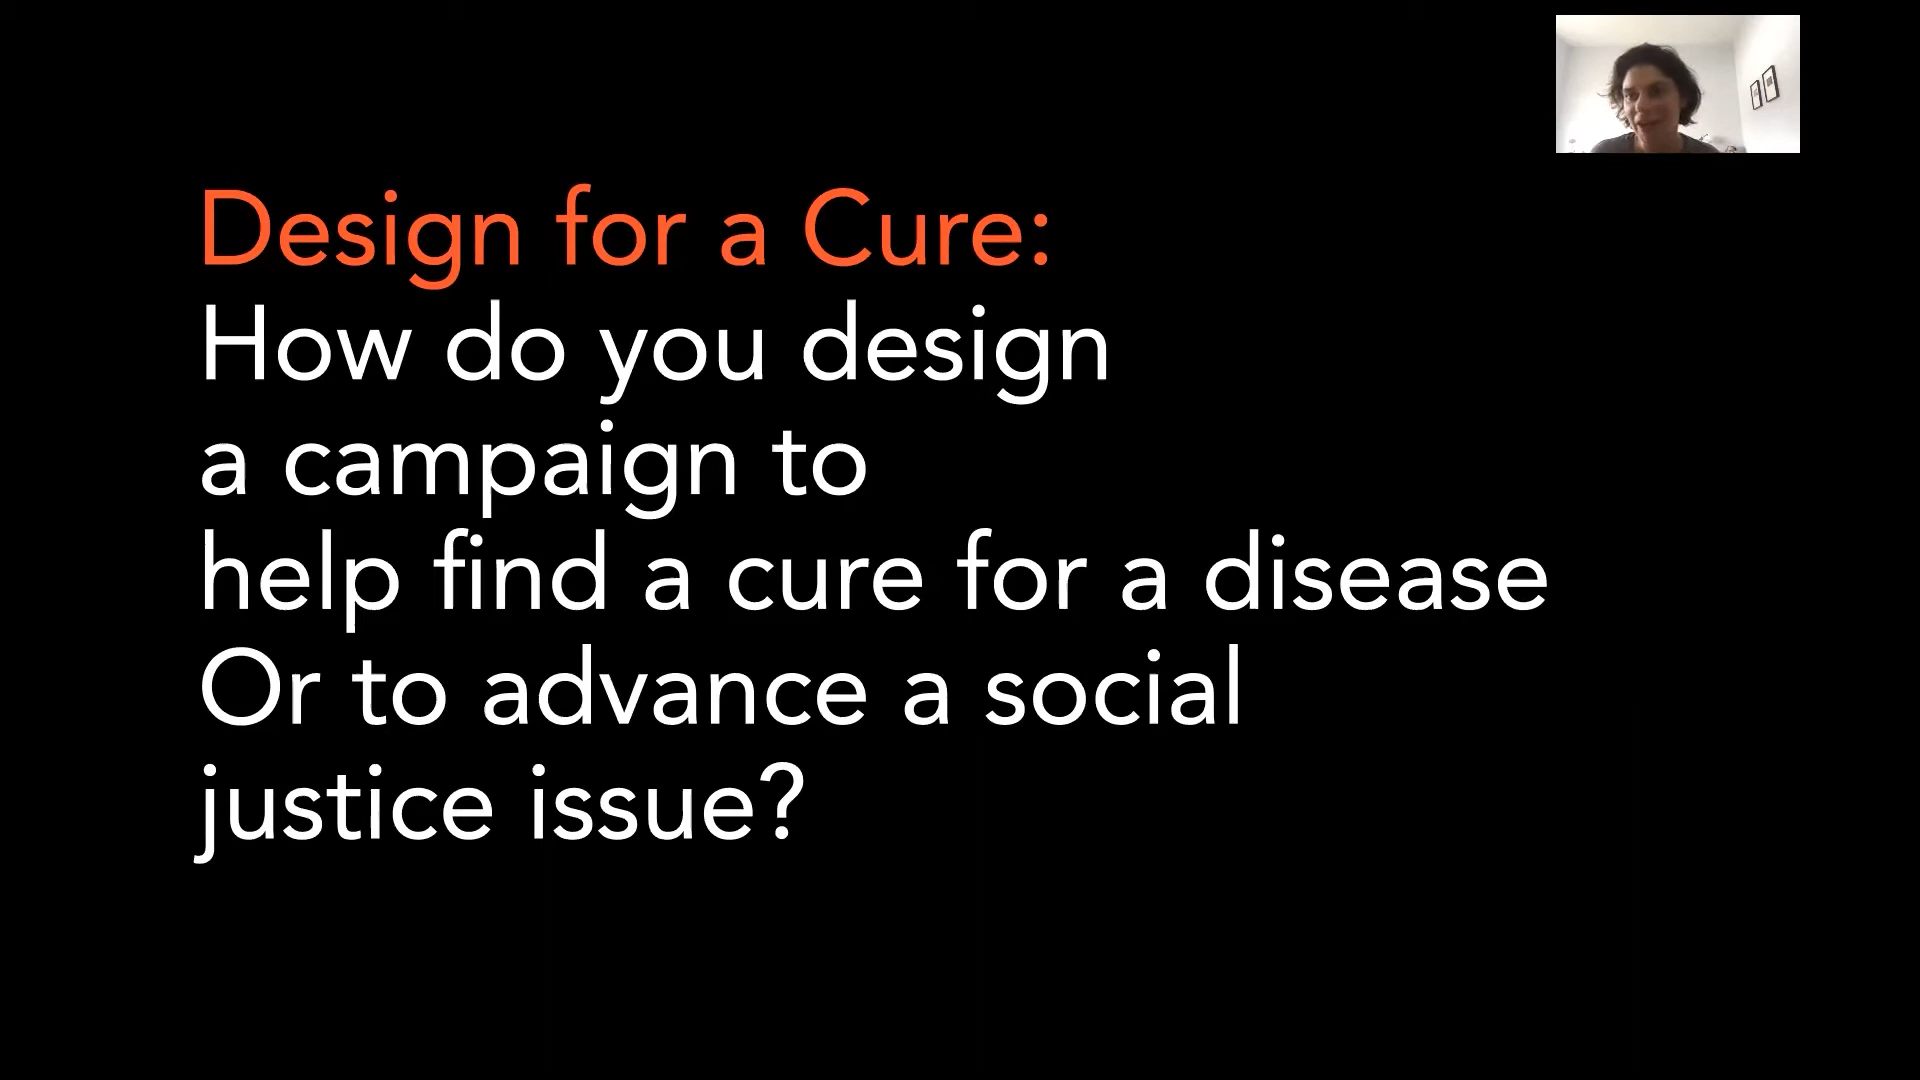 Design for a Cure:
How do you design
a campaign to
help find a cure for a disease
Or to advance a social
justice issue?